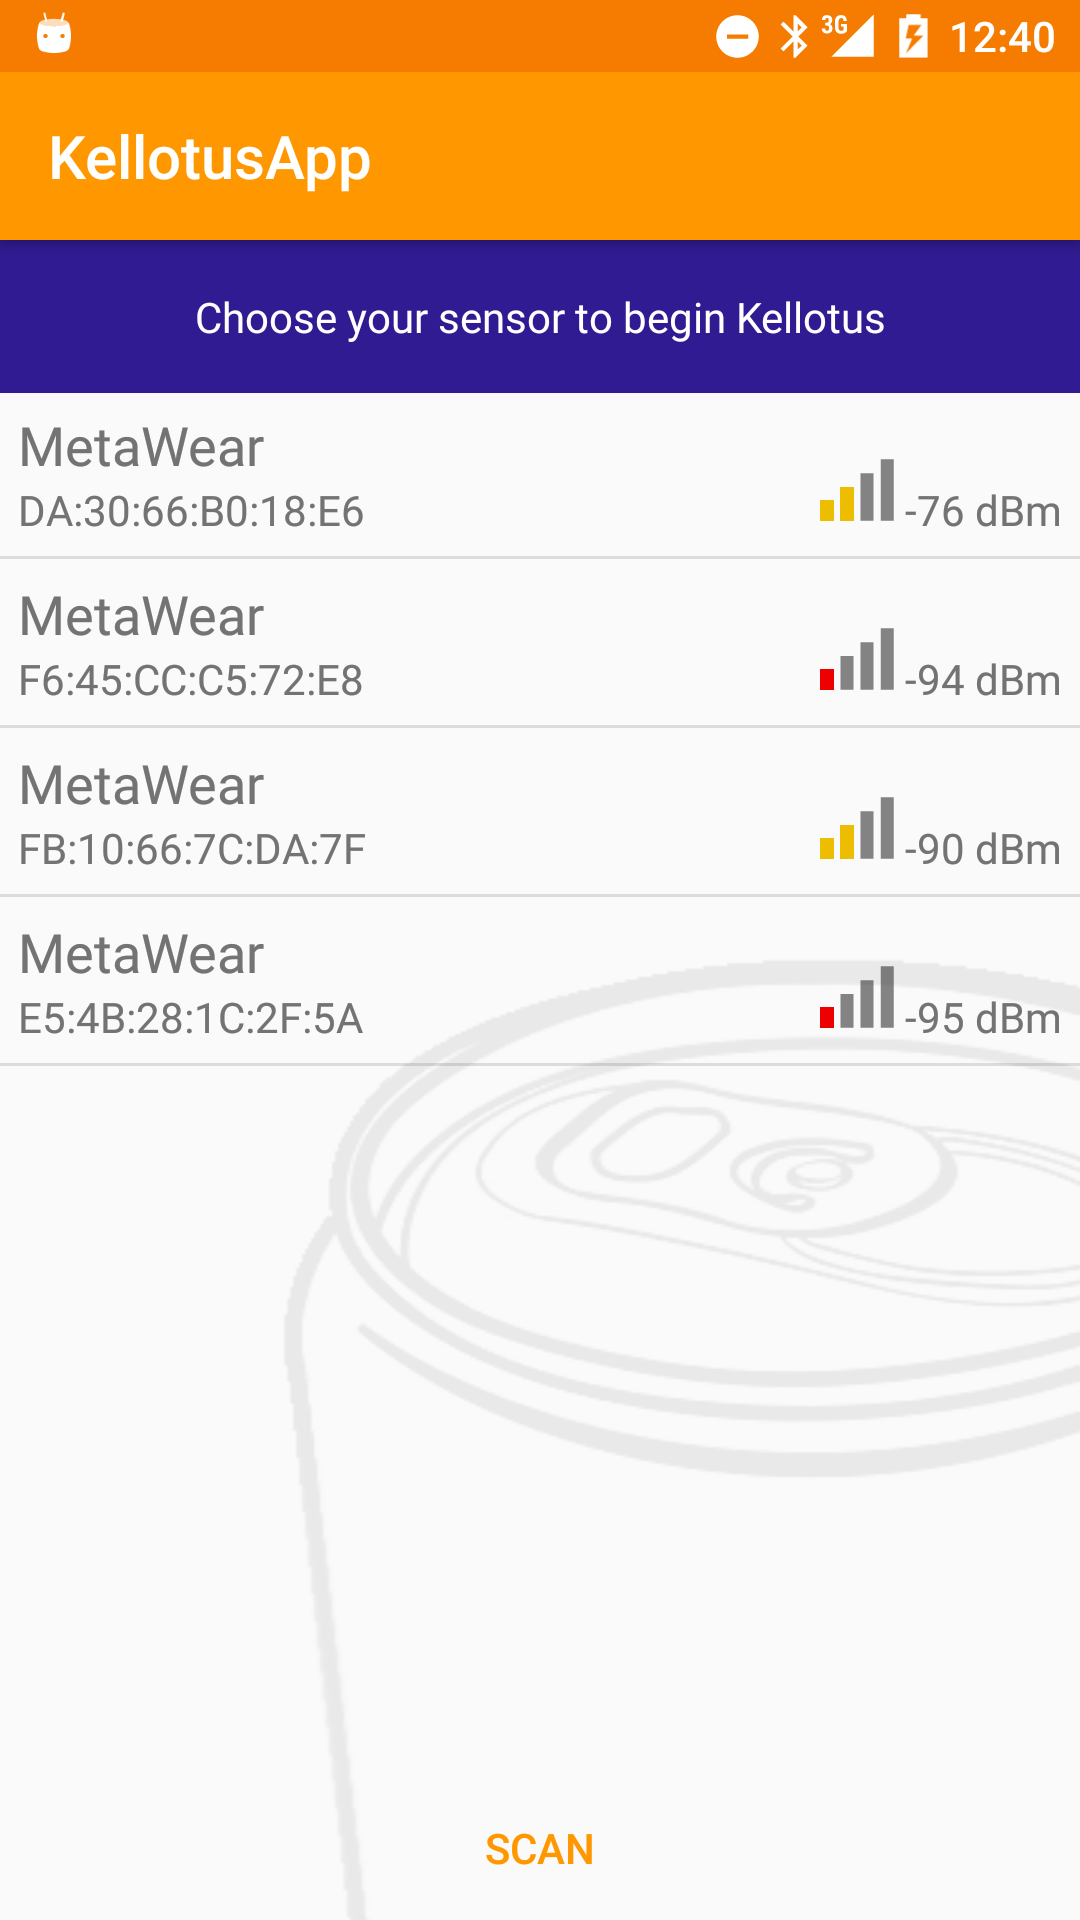 3G 12:40
KellotusApp
Choose your sensor to begin Kellotus
MetaWear
DA:30:66:B0:18:E6 -76 dBm
MetaWear
F6:45:CC:C5:72:E8 -94 dBm
MetaWear
FB:10:66:7C:DA:7F -90 dBm
MetaWear
E5:4B:28:1C:2F:5A -95 dBm
SCAN